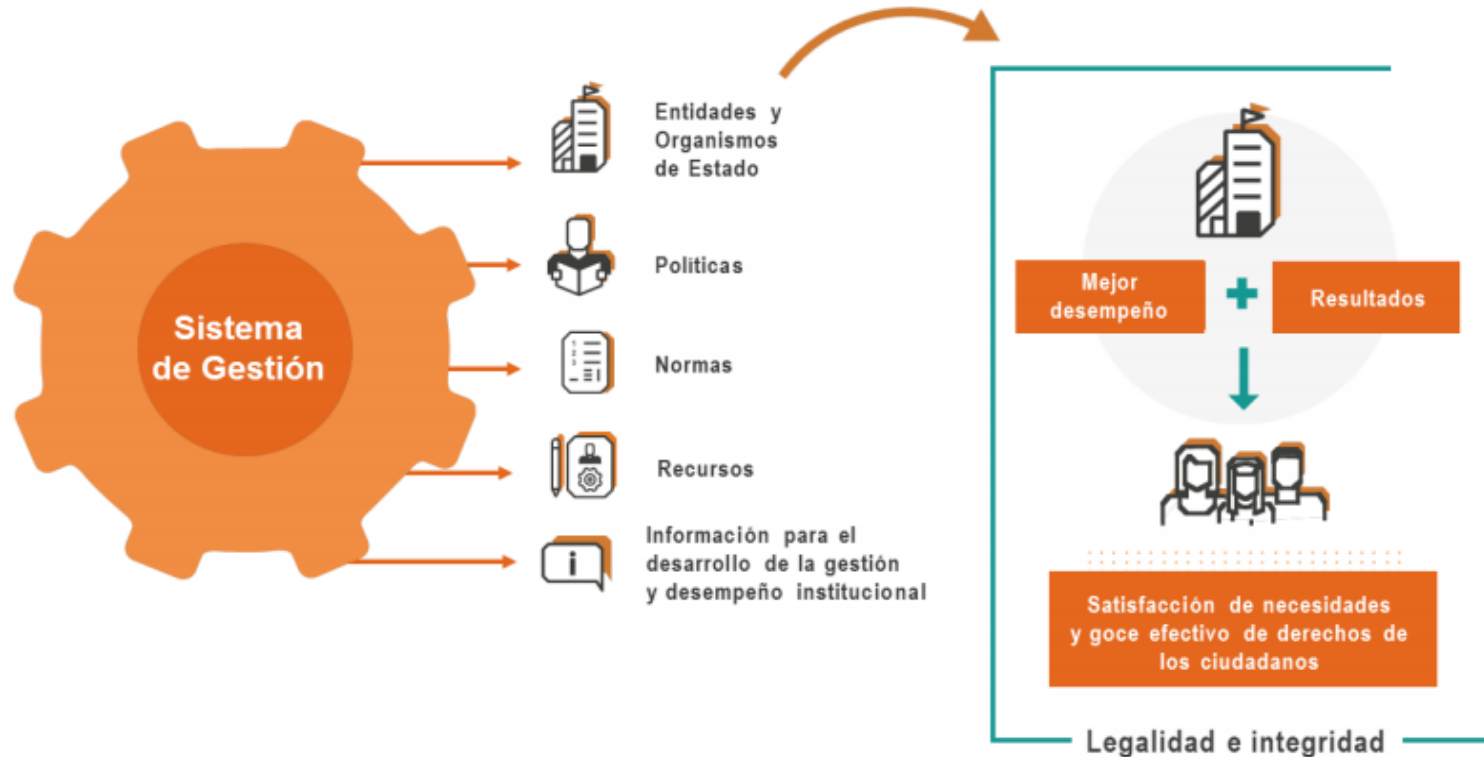 Sistema
de Gestión
Entidades y
Organismos
de Estado
Políticas
Normas
Recursos
Información para el
desarrollo de la gestión
y desempeño institucional
Mejor
desempeño
Resultados
Satisfacción de necesidades
y goce efectivo de derechos de
los ciudadanos
Legalidad e integridad